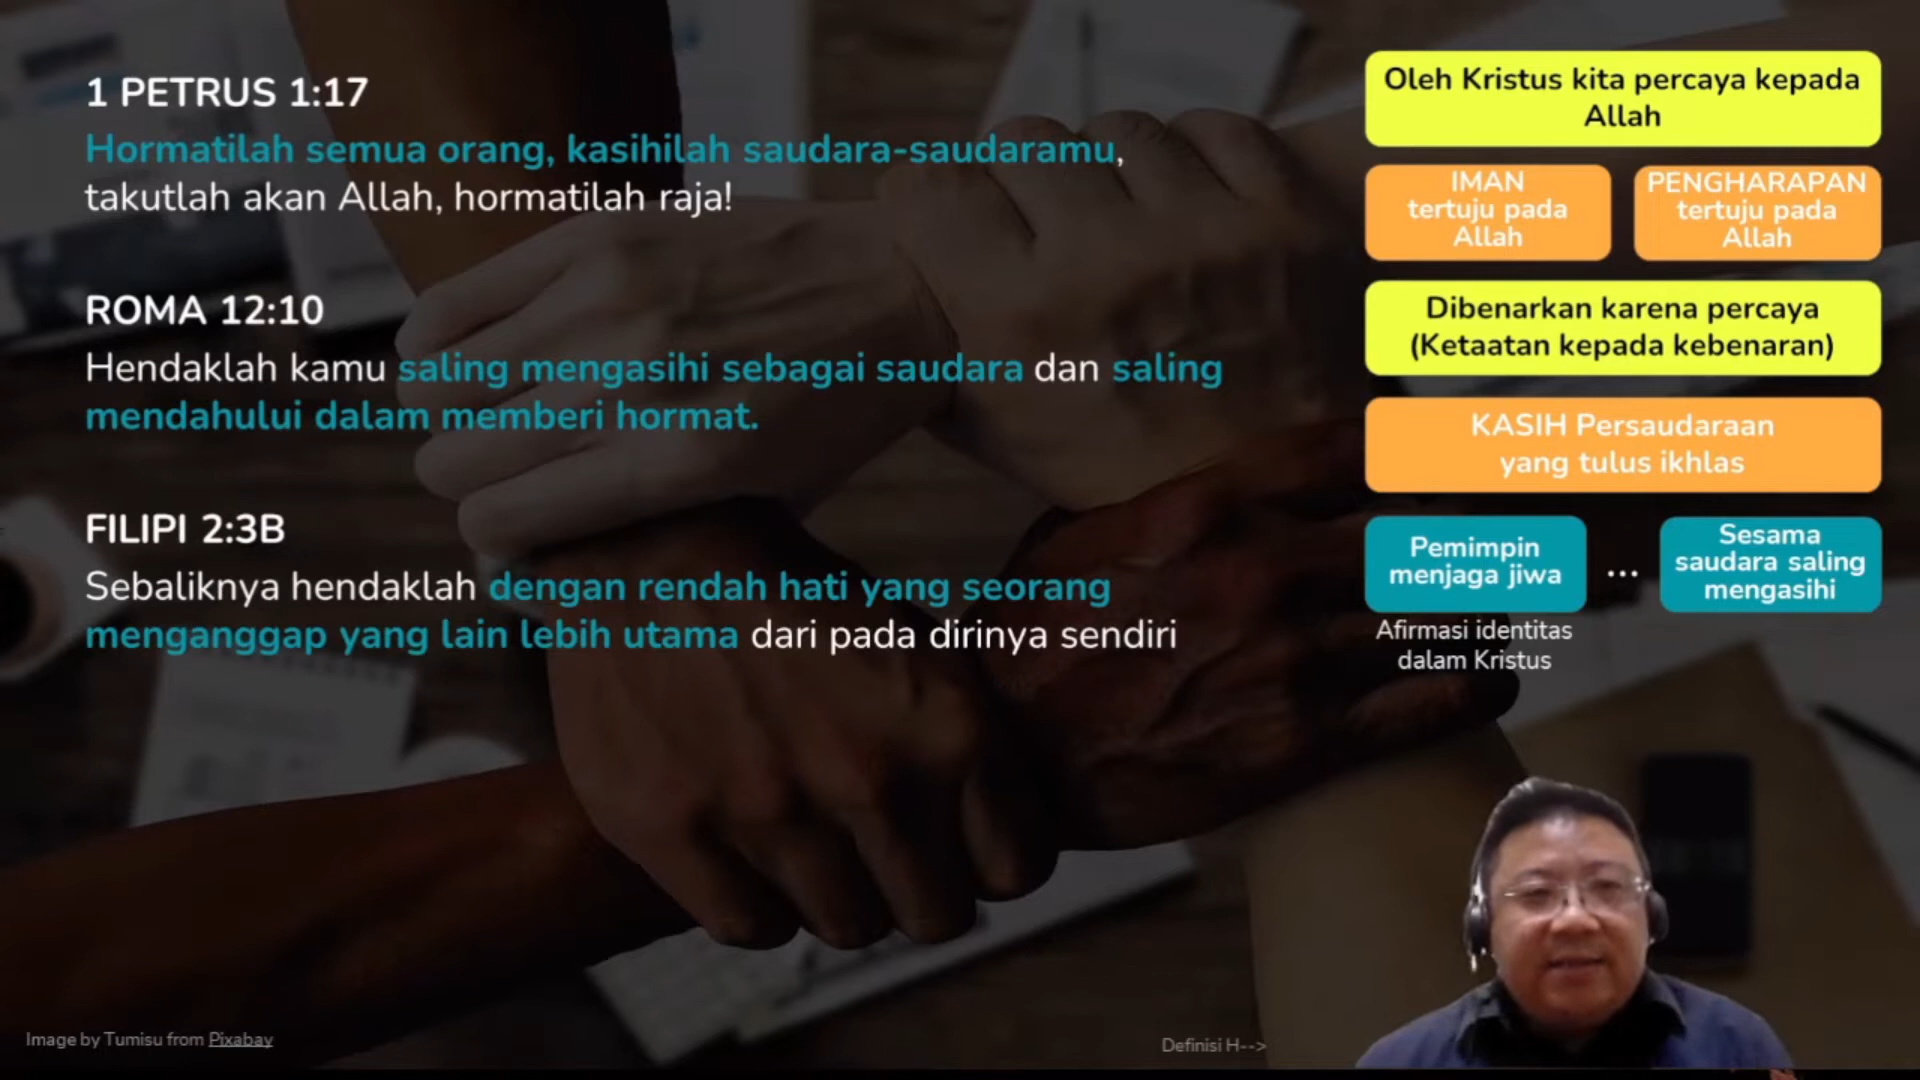 1 PETRUS 1:17
Hormatilah semua orang, kasihilah saudara-saudaramu,
takutlah akan Allah, hormatilah raja!
ROMA 12:10
Hendaklah kamu saling mengasihi sebagai saudara dan saling
mendahului dalam memberi hormat.
FILIPI 2:3B
Sebaliknya hendaklah dengan rendah hati yang seorang
menganggap yang lain lebih utama dari pada dirinya sendiri
Oleh Kristus kita percaya kepada
Allah
IMAN
tertuju pada
Allah
PENGHARAPAN
tertuju pada
Allah
Dibenarkan karena percaya
(Ketaatan kepada kebenaran)
KASIH Persaudaraan
yang tulus ikhlas
Pemimpin
menjaga jiwa
...
Sesama
saudara saling
mengasihi
Afirmasi identitas
dalam Kristus
Image by Tumisu from Pixabay
Definisi H-->